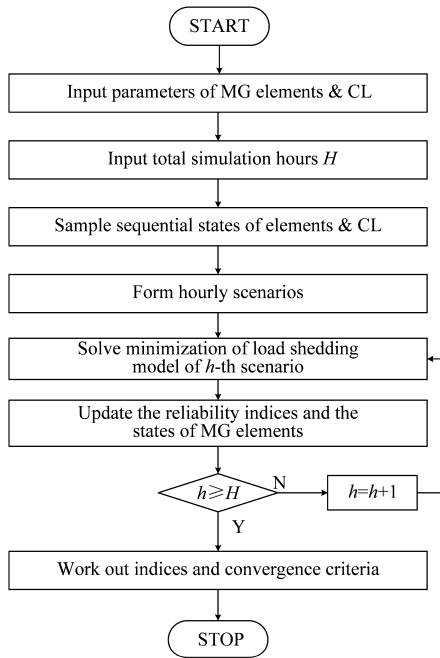 START
Input parameters of MG elements & CL
Input total simulation hours H
Sample sequential states of elements & CL
Form hourly scenarios
Solve minimization of load shedding
model of h-th scenario
Update the reliability indices and the
states of MG elements
h≥H
N
h=h+1
Y
Work out indices and convergence criteria
STOP